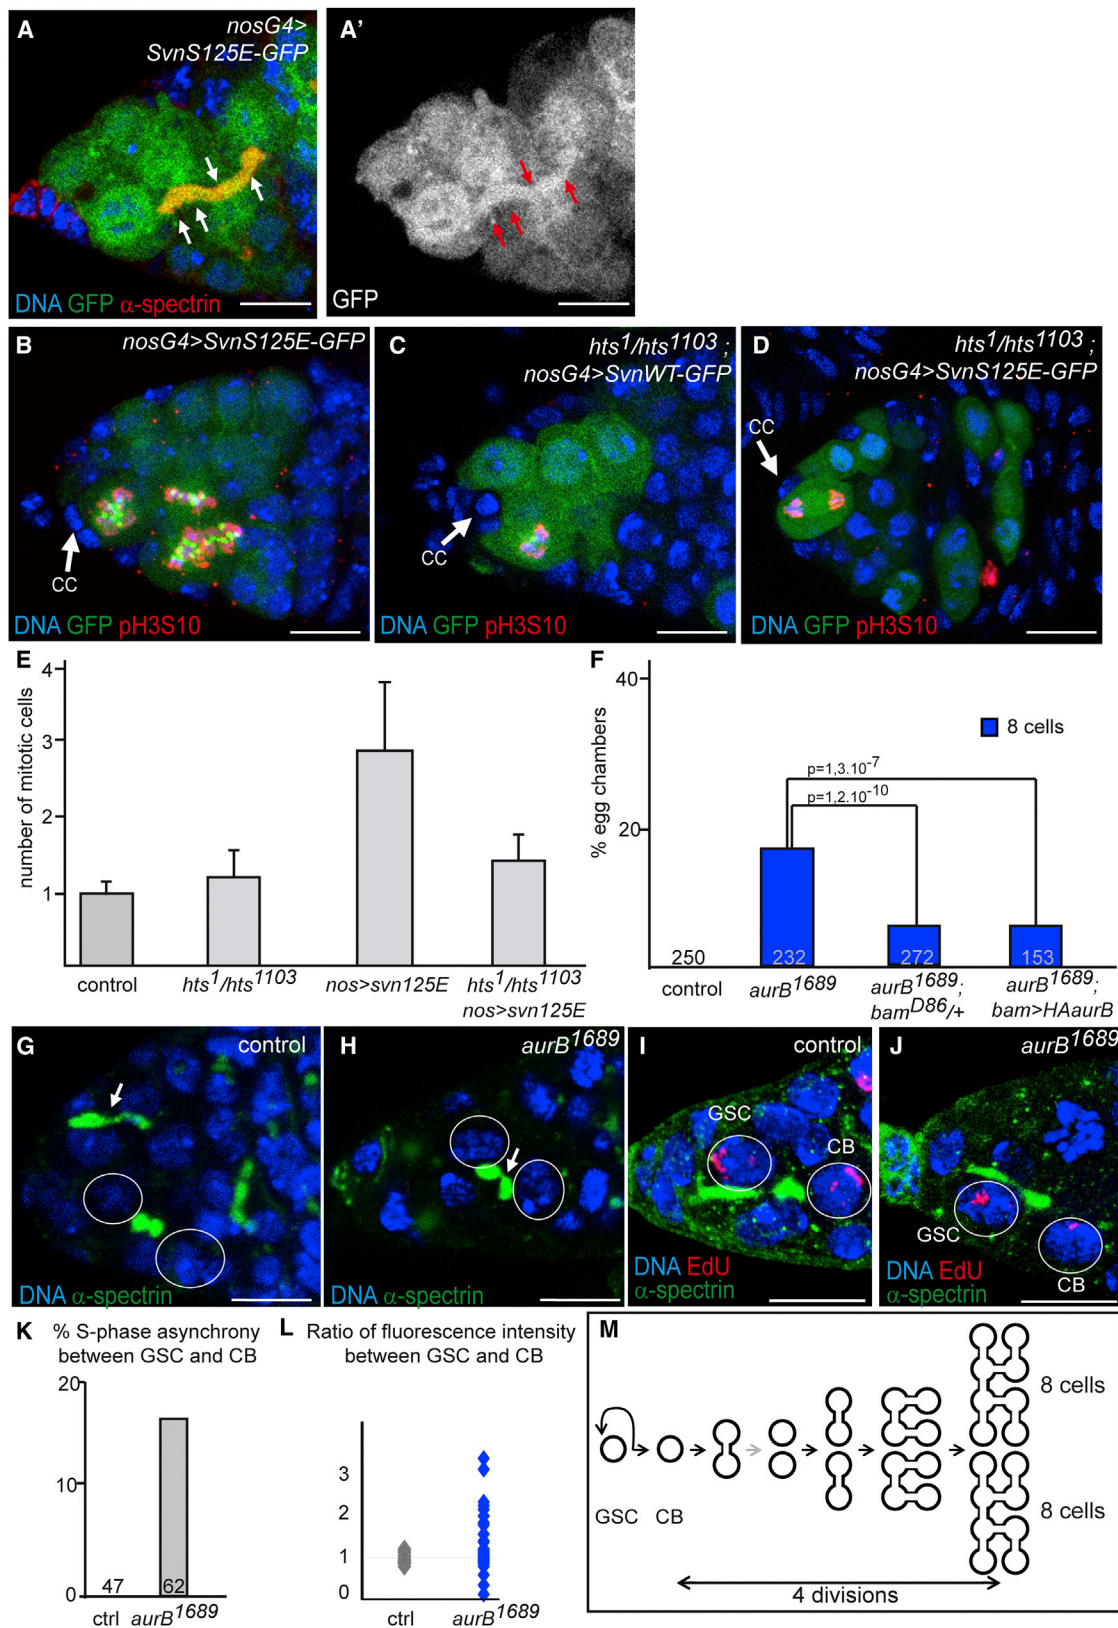 A
nosG4>
SvnS125E-GFP
DNA GFP α-spectrin
A'
GFP
B
nosG4>SvnS125E-GFP
CC
DNA GFP pH3S10
C
hts1/hts1103 ;
nosG4>SvnWT-GFP
CC
DNA GFP pH3S10
D
hts1/hts1103 ;
nosG4>SvnS125E-GFP
CC
DNA GFP pH3S10
E
number of mitotic cells
4
3
2
1
control
hts1/hts1103
nos>svn125E
hts1/hts1103
nos>svn125E
F
% egg chambers
40
20
8 cells
p=1,3.10-7
p=1,2.10-10
250
232
272
153
control
aurB1689
aurB1689;
bamD86/+
aurB1689;
bam>HAaurB
G
control
DNA α-spectrin
H
aurB1689
DNA α-spectrin
I
control
GSC
CB
DNA EdU
α-spectrin
J
aurB1689
GSC
CB
DNA EdU
α-spectrin
K
% S-phase asynchrony
between GSC and CB
20
10
0
47
62
ctrl
aurB1689
L
Ratio of fluorescence intensity
between GSC and CB
3
2
1
0
ctrl
aurB1689
M
GSC
CB
8 cells
8 cells
4 divisions